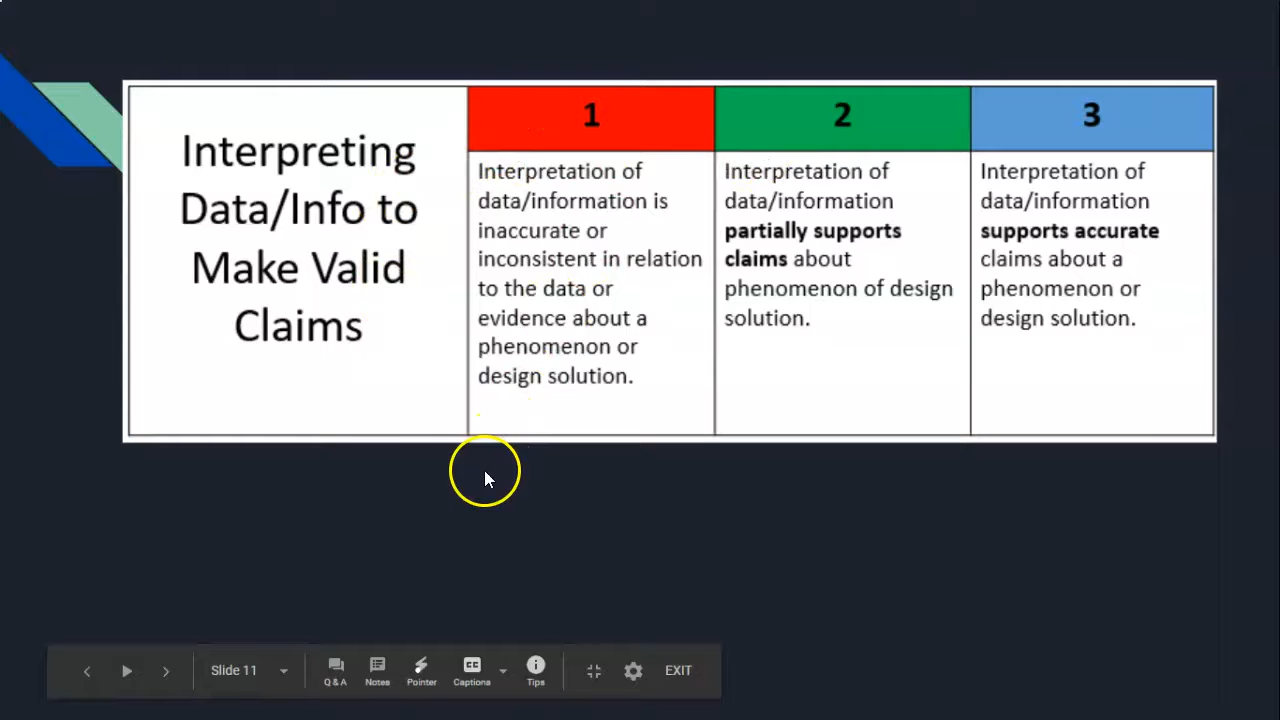 Interpreting
Data/Info to
Make Valid
Claims
1
Interpretation of
data/information is
inaccurate or
inconsistent in relation
to the data or
evidence about a
phenomenon or
design solution.
2
Interpretation of
data/information
partially supports
claims about
phenomenon of design
solution.
3
Interpretation of
data/information
supports accurate
claims about a
phenomenon or
design solution.
Slide 11
Q & A
Notes
Pointer
CC
Captions
Tips
EXIT